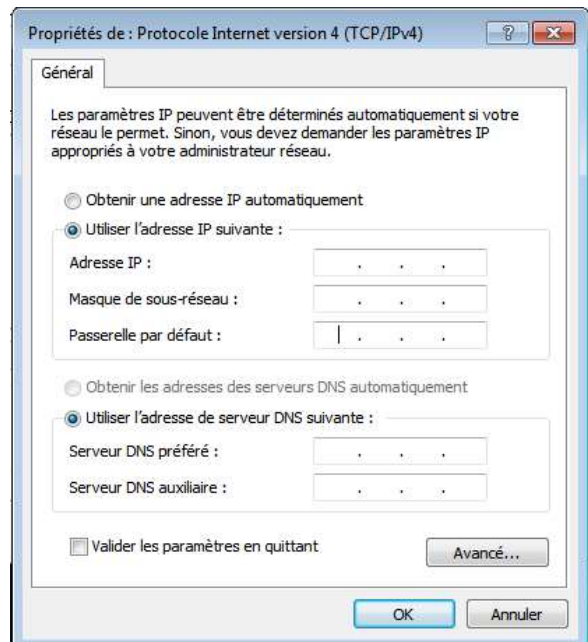 Propriétés de : Protocole Internet version 4 (TCP/IPv4)
Général
Les paramètres IP peuvent être déterminés automatiquement si votre
réseau le permet. Sinon, vous devez demander les paramètres IP
appropriés à votre administrateur réseau.
Obtenir une adresse IP automatiquement
Utiliser l'adresse IP suivante :
Adresse IP :
Masque de sous-réseau :
Passerelle par défaut :
Obtenir les adresses des serveurs DNS automatiquement
Utiliser l'adresse de serveur DNS suivante :
Serveur DNS préféré :
Serveur DNS auxiliaire :
Valider les paramètres en quittant
Avancé...
OK
Annuler